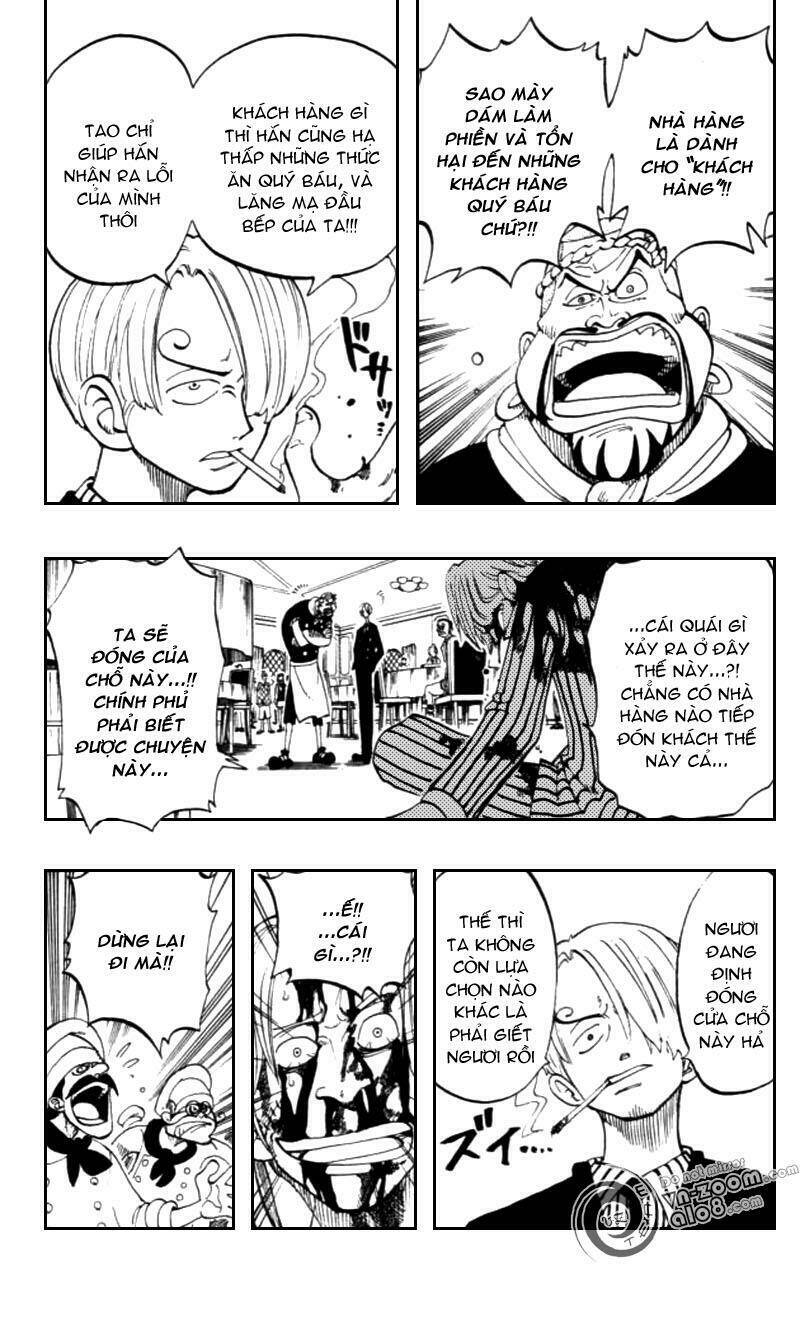 NHÀ HÀNG
LÀ DÀNH
CHO "KHÁCH
HÀNG"!!
SAO MÀY
DÁM LÀM
PHIỀN VÀ TỔN
HẠI ĐẾN NHỮNG
KHÁCH HÀNG
QUÝ BÁU
CHỨ?!!
KHÁCH HÀNG GÌ
THÌ HẮN CŨNG HẠ
THẤP NHỮNG THỨC
ĂN QUÝ BÁU, VÀ
LĂNG MẠ ĐẦU
BẾP CỦA TA!!!
TAO CHỈ
GIÚP HẮN
NHẬN RA LỖI
CỦA MÌNH
THÔI
ドサッ
...CÁI QUÁI GÌ
XẢY RA Ở ĐÂY
THẾ NÀY...?!
CHẲNG CÓ NHÀ
HÀNG NÀO TIẾP
ĐÓN KHÁCH THẾ
NÀY CẢ...
TA SẼ
ĐÓNG CỦA
CHỖ NÀY...!!
CHÍNH PHỦ
PHẢI BIẾT
ĐƯỢC CHUYỆN
NÀY...
NGƯƠI
ĐANG
ĐỊNH
ĐÓNG
CỬA CHỖ
NÀY HẢ
THẾ THÌ
TA KHÔNG
CÒN LỰA
CHỌN NÀO
KHÁC LÀ
PHẢI GIẾT
NGƯƠI RỒI
ズイ....
...Ế!!
...CÁI
GÌ...?!!
DỪNG LẠI
ĐI MÀ!!
Do not mirror
vn-zoom.com
alo8.com